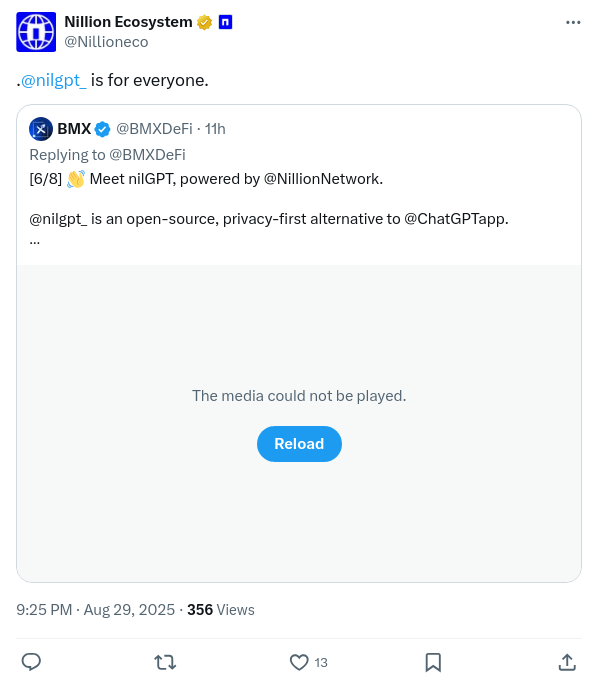 Nillion Ecosystem
@Nillioneco
.@nilgpt_ is for everyone.
BMX @BMXDeFi · 11h
Replying to @BMXDeFi
[6/8] 👋 Meet nilGPT, powered by @NillionNetwork.
@nilgpt_ is an open-source, privacy-first alternative to @ChatGPTapp.
...
The media could not be played.
Reload
9:25 PM · Aug 29, 2025 · 356 Views
13